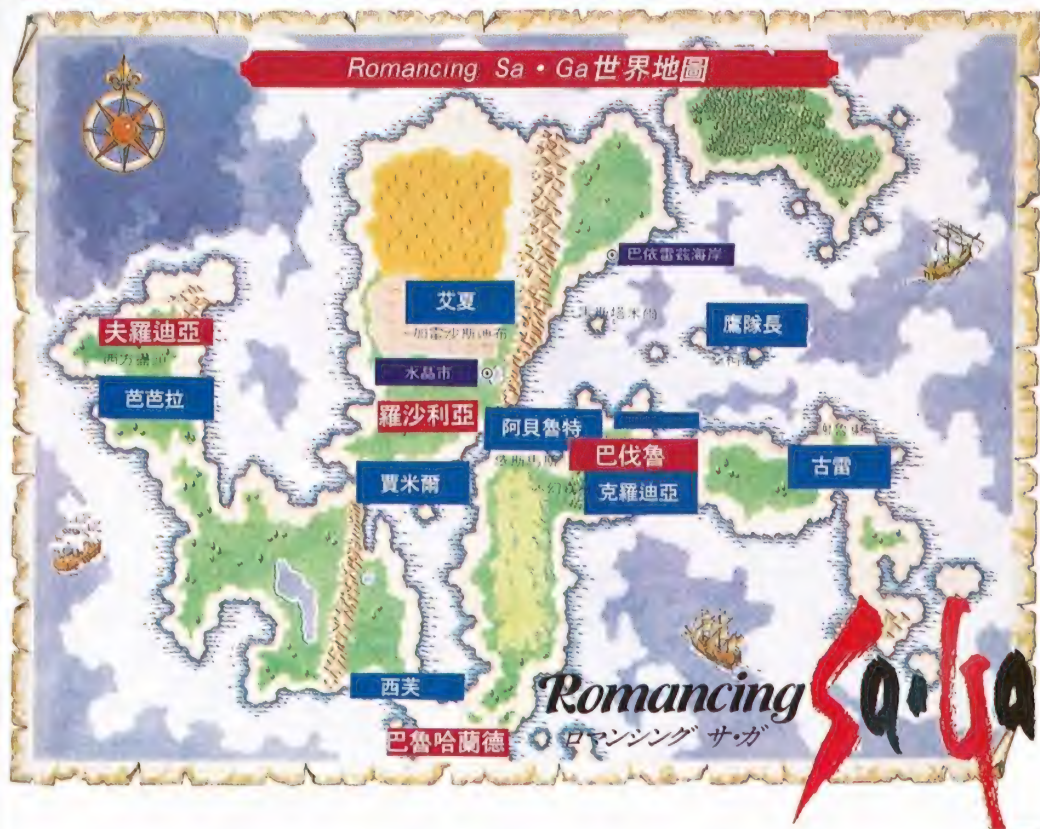 Romancing Sa・Ga世界地圖
巴依雷茲海岸
艾夏
鷹隊長
夫羅迪亞
水晶市
芭芭拉
羅沙利亞
阿貝魯特
巴伐魯
古雷
賈米爾
克羅迪亞
西芙
巴魯哈蘭德
Romancing Sa・Ga
ロマンシング サ・ガ